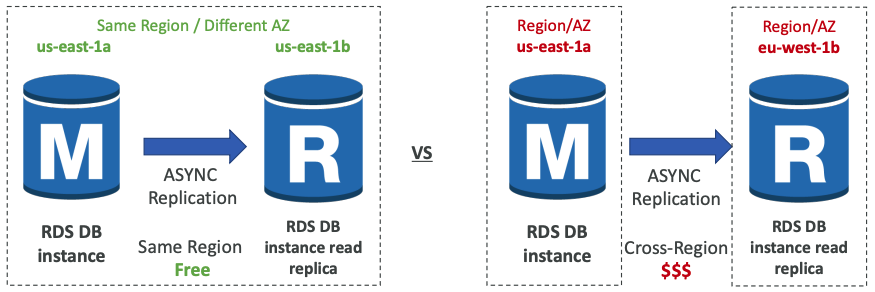 Same Region / Different AZ
us-east-1a
us-east-1b
M
R
ASYNC
Replication
RDS DB
instance
RDS DB
instance read
replica
Same Region
Free
VS
Region/AZ
us-east-1a
Region/AZ
eu-west-1b
M
R
ASYNC
Replication
RDS DB
instance
RDS DB
instance read
replica
Cross-Region
$$$